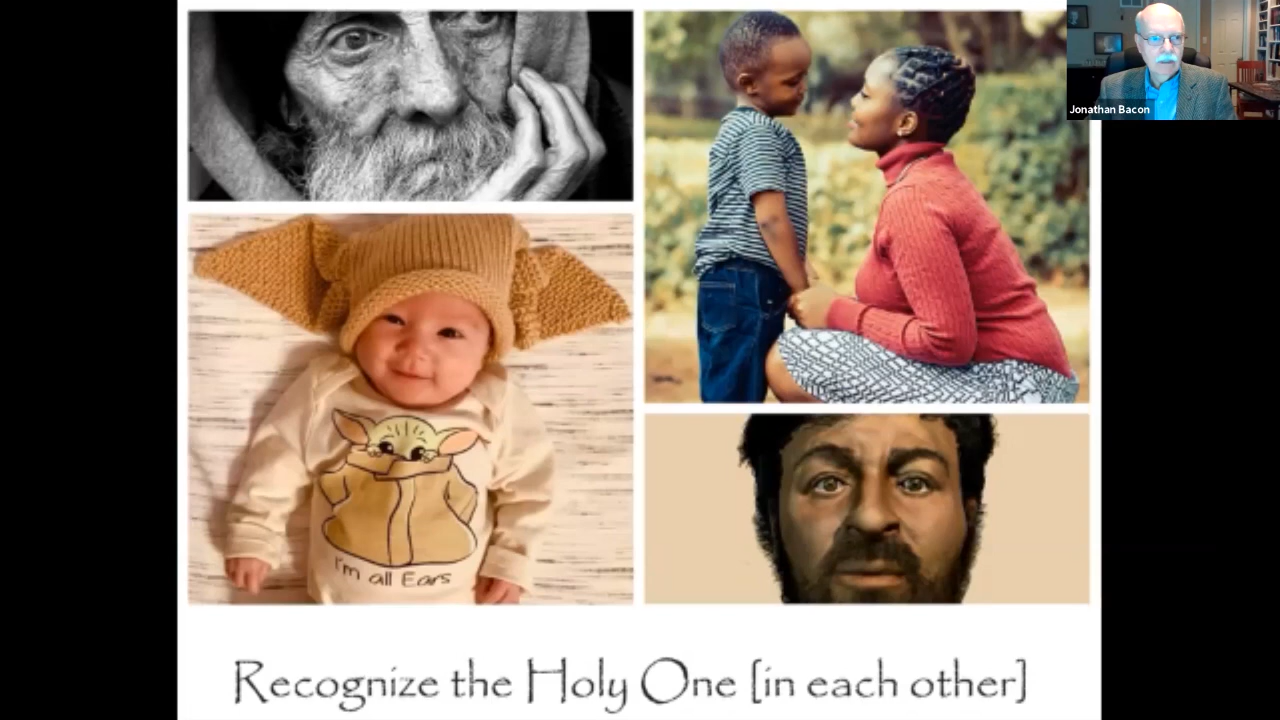 Jonathan Bacon
I'm all Ears
Recognize the Holy One [in each other]